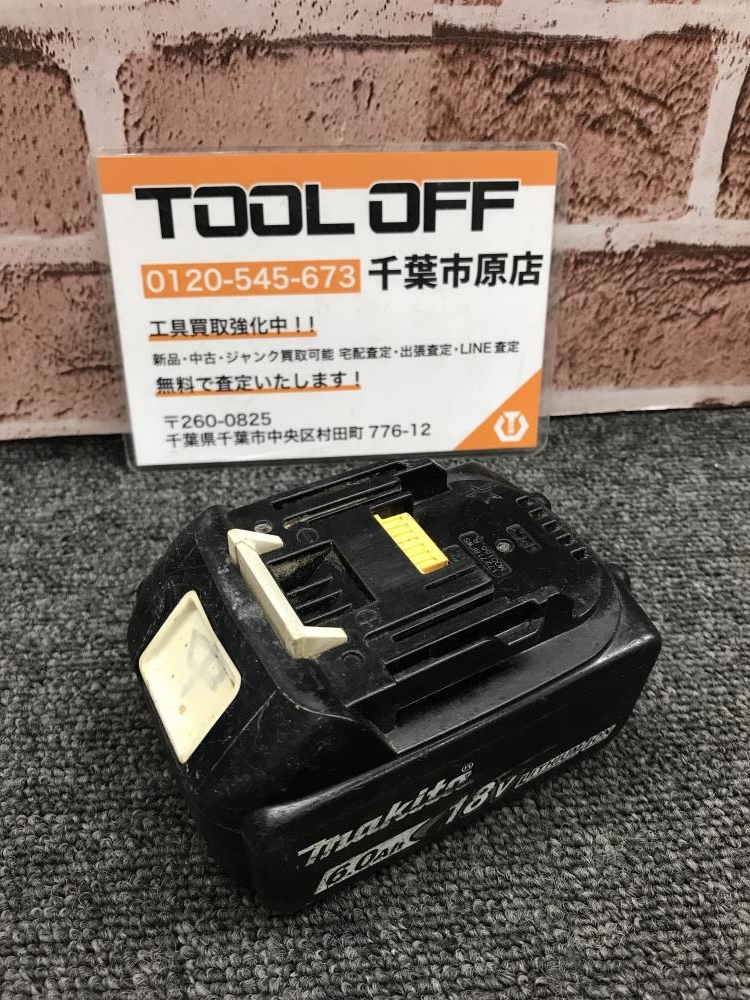 TOOL OFF
0120-545-673 千葉市原店
工具買取強化中！！
新品・中古・ジャンク買取可能 宅配査定・出張査定・LINE査定
無料で査定いたします！
〒260-0825
千葉県千葉市中央区村田町 776-12
中
makita®
18V LITHIUM-ION
6.0Ah